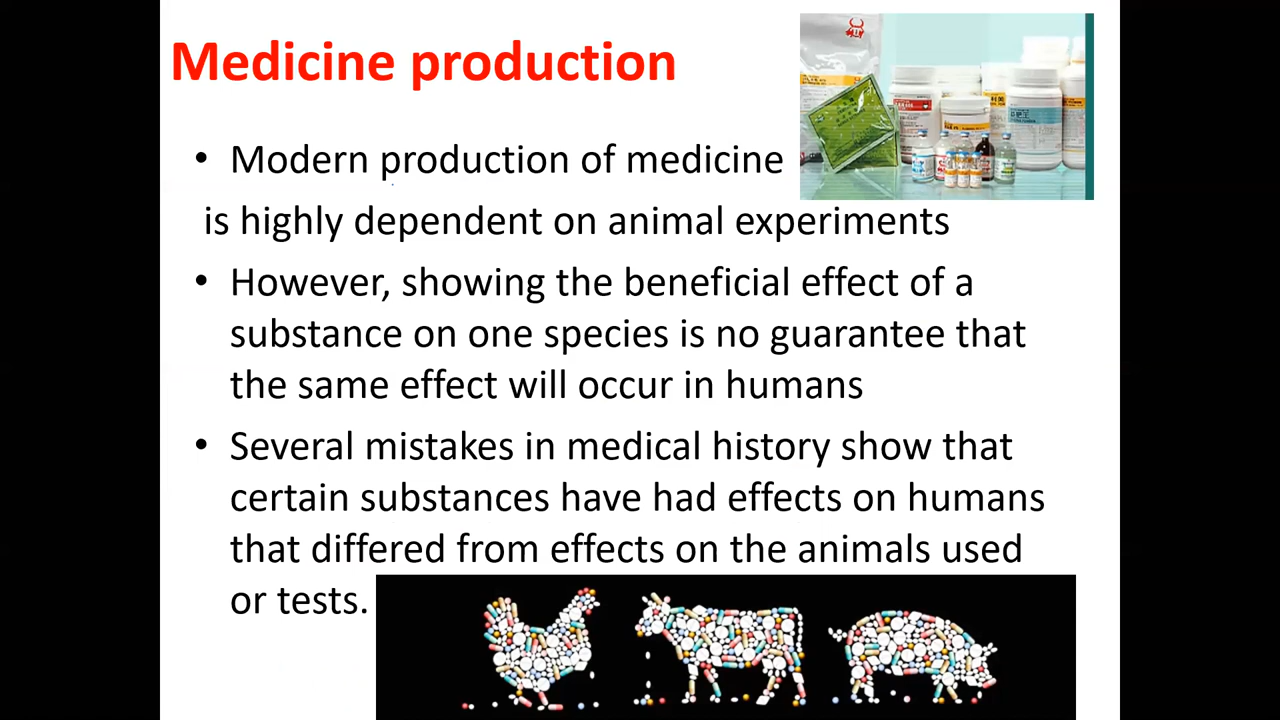 Medicine production
• Modern production of medicine
is highly dependent on animal experiments
• However, showing the beneficial effect of a
substance on one species is no guarantee that
the same effect will occur in humans
• Several mistakes in medical history show that
certain substances have had effects on humans
that differed from effects on the animals used
or tests.